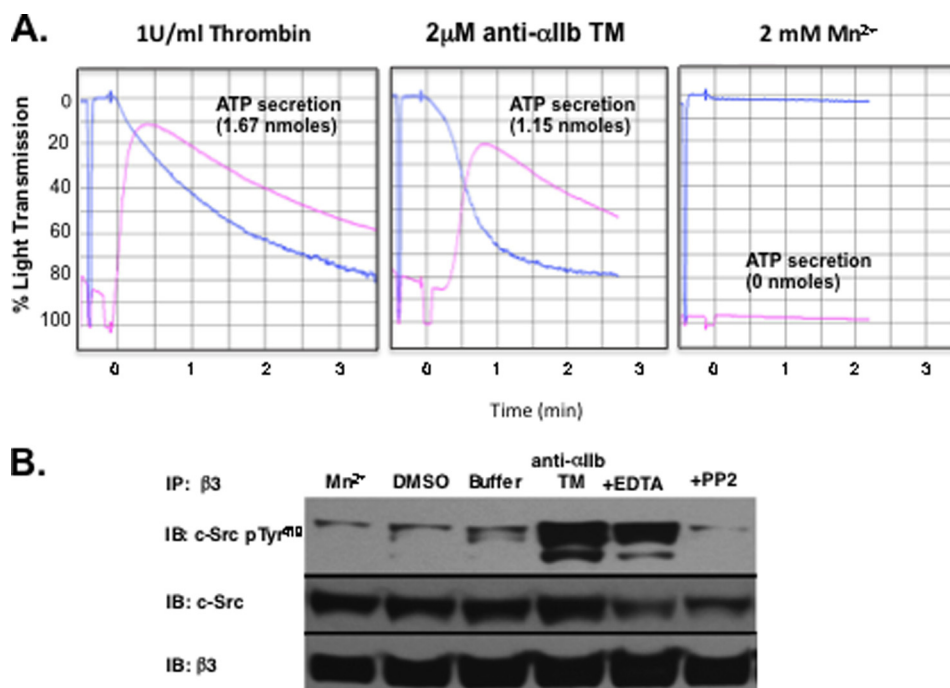 A.
1U/ml Thrombin
2μM anti-αIIb TM
2 mM Mn²⁺
% Light Transmission
0
20
40
60
80
100
ATP secretion
(1.67 nmoles)
ATP secretion
(1.15 nmoles)
ATP secretion
(0 nmoles)
0 1 2 3
0 1 2 3
0 1 2 3
Time (min)
B.
IP: β3
Mn²⁺ DMSO Buffer anti-αIIb
TM +EDTA +PP2
IB: c-Src pTyr⁴¹⁹
IB: c-Src
IB: β3